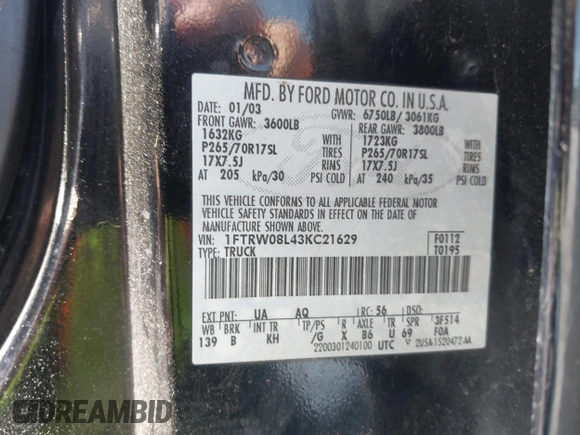 MFD. BY FORD MOTOR CO. IN U.S.A.
DATE: 01/03 GVWR: 6750LB/ 3061KG
FRONT GAWR: 3600LB REAR GAWR: 3800LB
1632KG WITH 1723KG WITH
P265/70R17SL TIRES P265/70R17SL TIRES
17X7.5J RIMS 17X7.5J RIMS
AT 205 kPa/30 PSI COLD AT 240 kPa/35 PSI COLD
THIS VEHICLE CONFORMS TO ALL APPLICABLE FEDERAL MOTOR
VEHICLE SAFETY STANDARDS IN EFFECT ON THE DATE OF
MANUFACTURE SHOWN ABOVE.
VIN: 1FTRW08L43KC21629 F0112
TYPE: TRUCK T0195
EXT PNT: UA AQ RC: 56 DSO:
WB BRK INT TR TP/PS R AXLE TR SPR 3F514
139 B KH /G X B6 U 69 F0A
2200301240100 UTC 2U5A1520472AA
DREAMBID